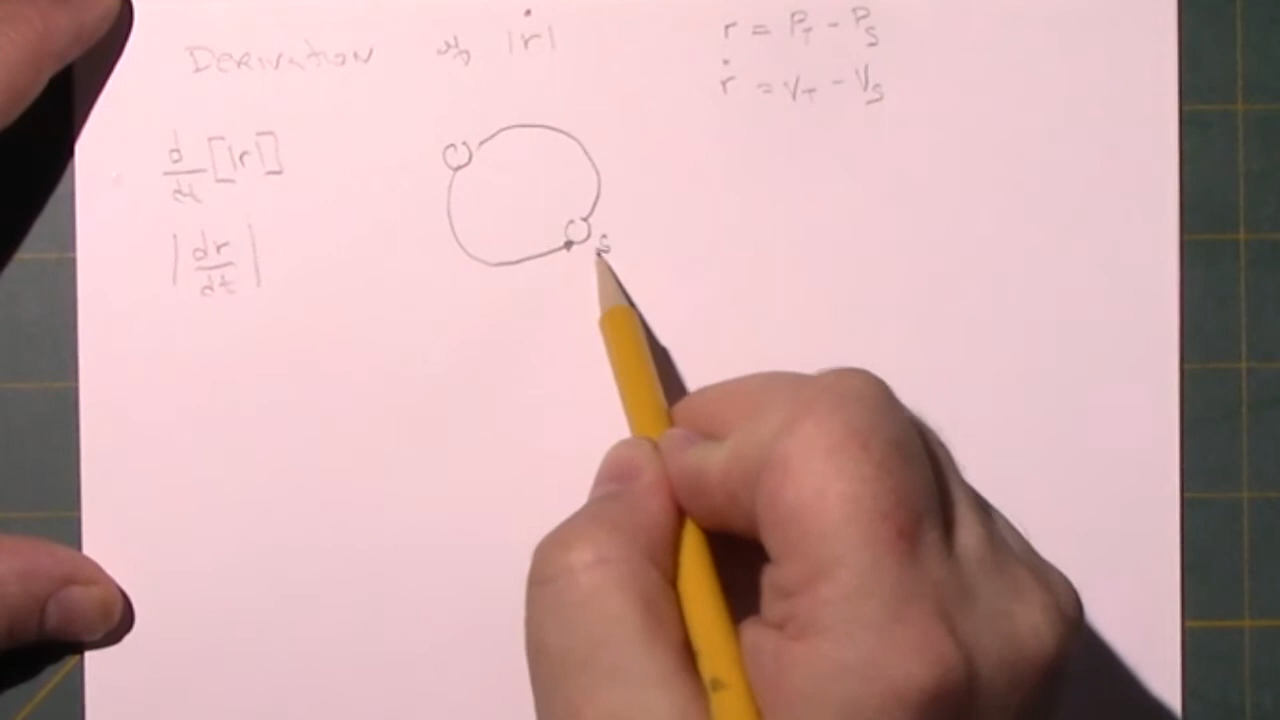 Derivation of |ṙ|
r = P_T - P_S
ṙ = V_T - V_S
d/dt [|r|]
|dr/dt|
S